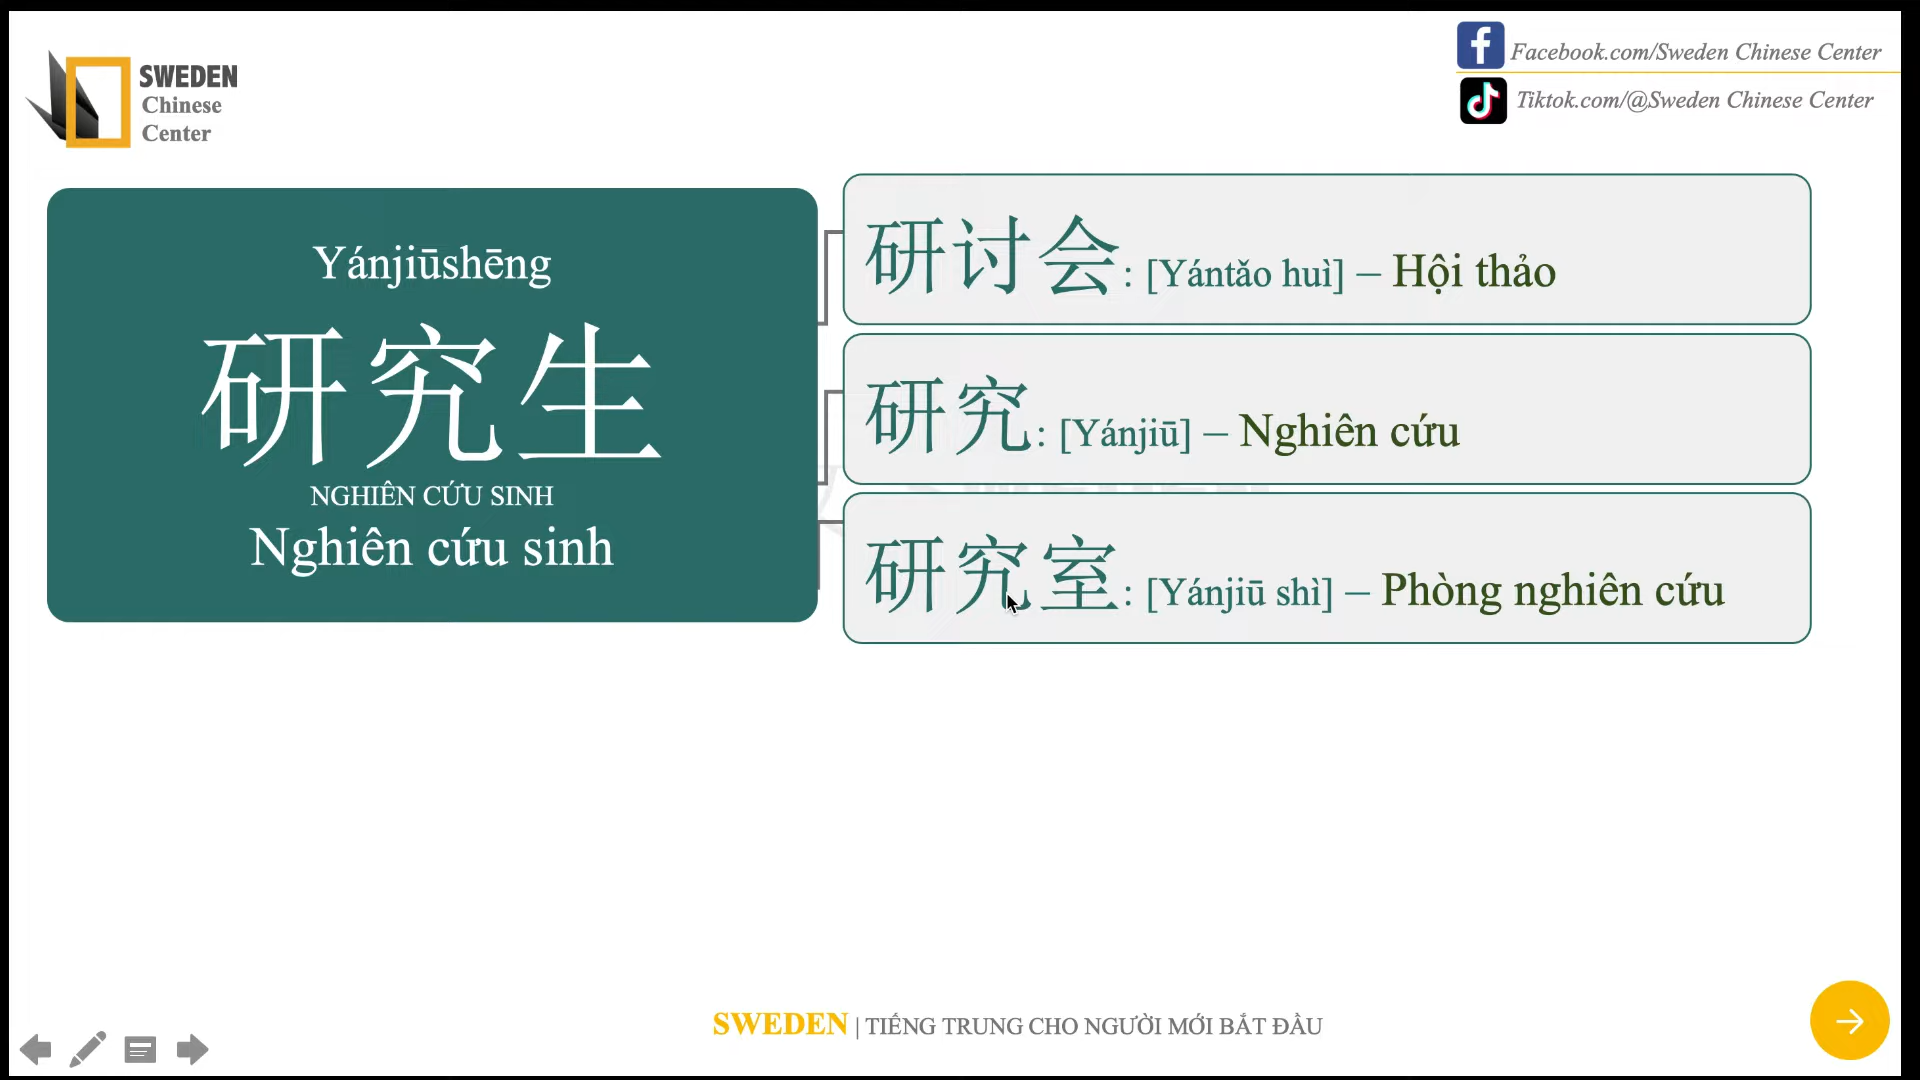 SWEDEN
Chinese
Center
Facebook.com/Sweden Chinese Center
Tiktok.com/@Sweden Chinese Center
Yánjiūshēng
研究生
NGHIÊN CỨU SINH
Nghiên cứu sinh
研讨会: [Yántǎo huì] – Hội thảo
研究: [Yánjiū] – Nghiên cứu
研究室: [Yánjiū shì] – Phòng nghiên cứu
SWEDEN | TIẾNG TRUNG CHO NGƯỜI MỚI BẮT ĐẦU